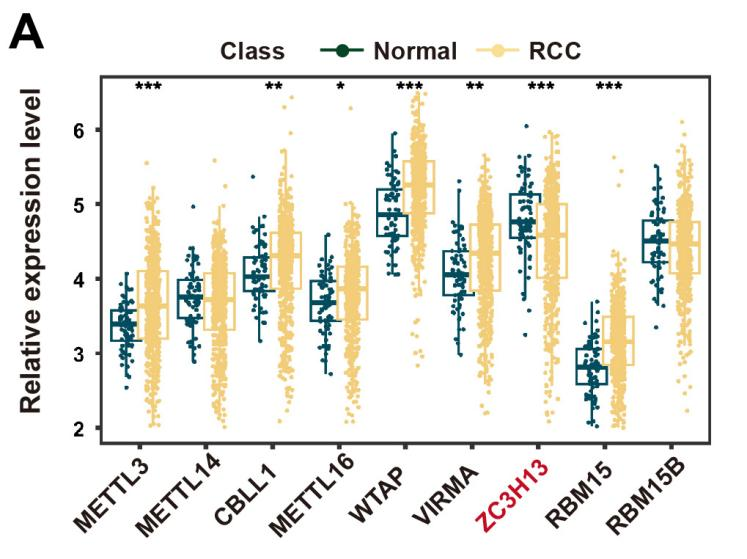 A
Class Normal RCC
Relative expression level
*** ** * *** ** *** ***
6
5
4
3
2
METTL3 METTL14 CBLL1 METTL16 WTAP VIRMA ZC3H13 RBM15 RBM15B